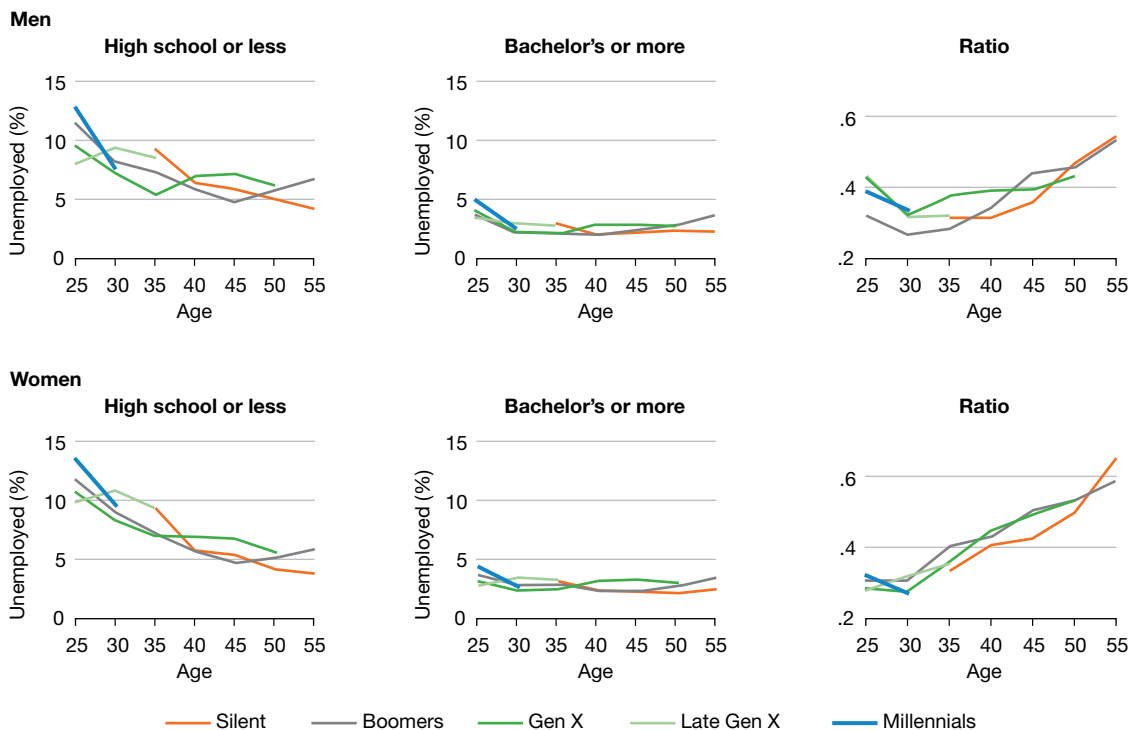 Men
High school or less
Bachelor's or more
Ratio
Unemployed (%)
15
10
5
0
25 30 35 40 45 50 55
Age
Unemployed (%)
15
10
5
0
25 30 35 40 45 50 55
Age
.6
.4
.2
25 30 35 40 45 50 55
Age
Women
High school or less
Bachelor's or more
Ratio
Unemployed (%)
15
10
5
0
25 30 35 40 45 50 55
Age
Unemployed (%)
15
10
5
0
25 30 35 40 45 50 55
Age
.6
.4
.2
25 30 35 40 45 50 55
Age
Silent Boomers Gen X Late Gen X Millennials